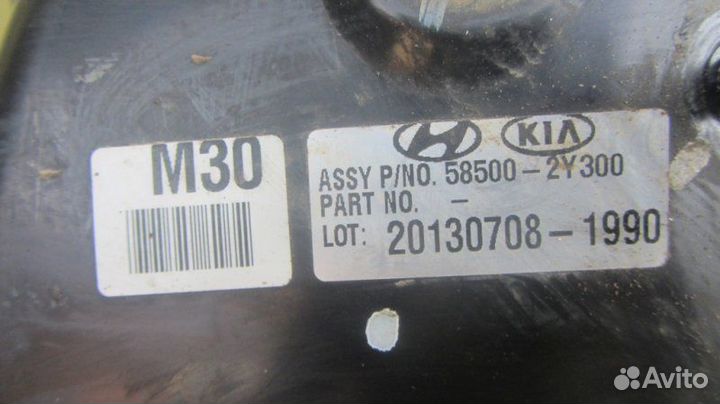 M30
KIA
ASSY P/NO. 58500-2Y300
PART NO. -
LOT: 20130708-1990
Avito